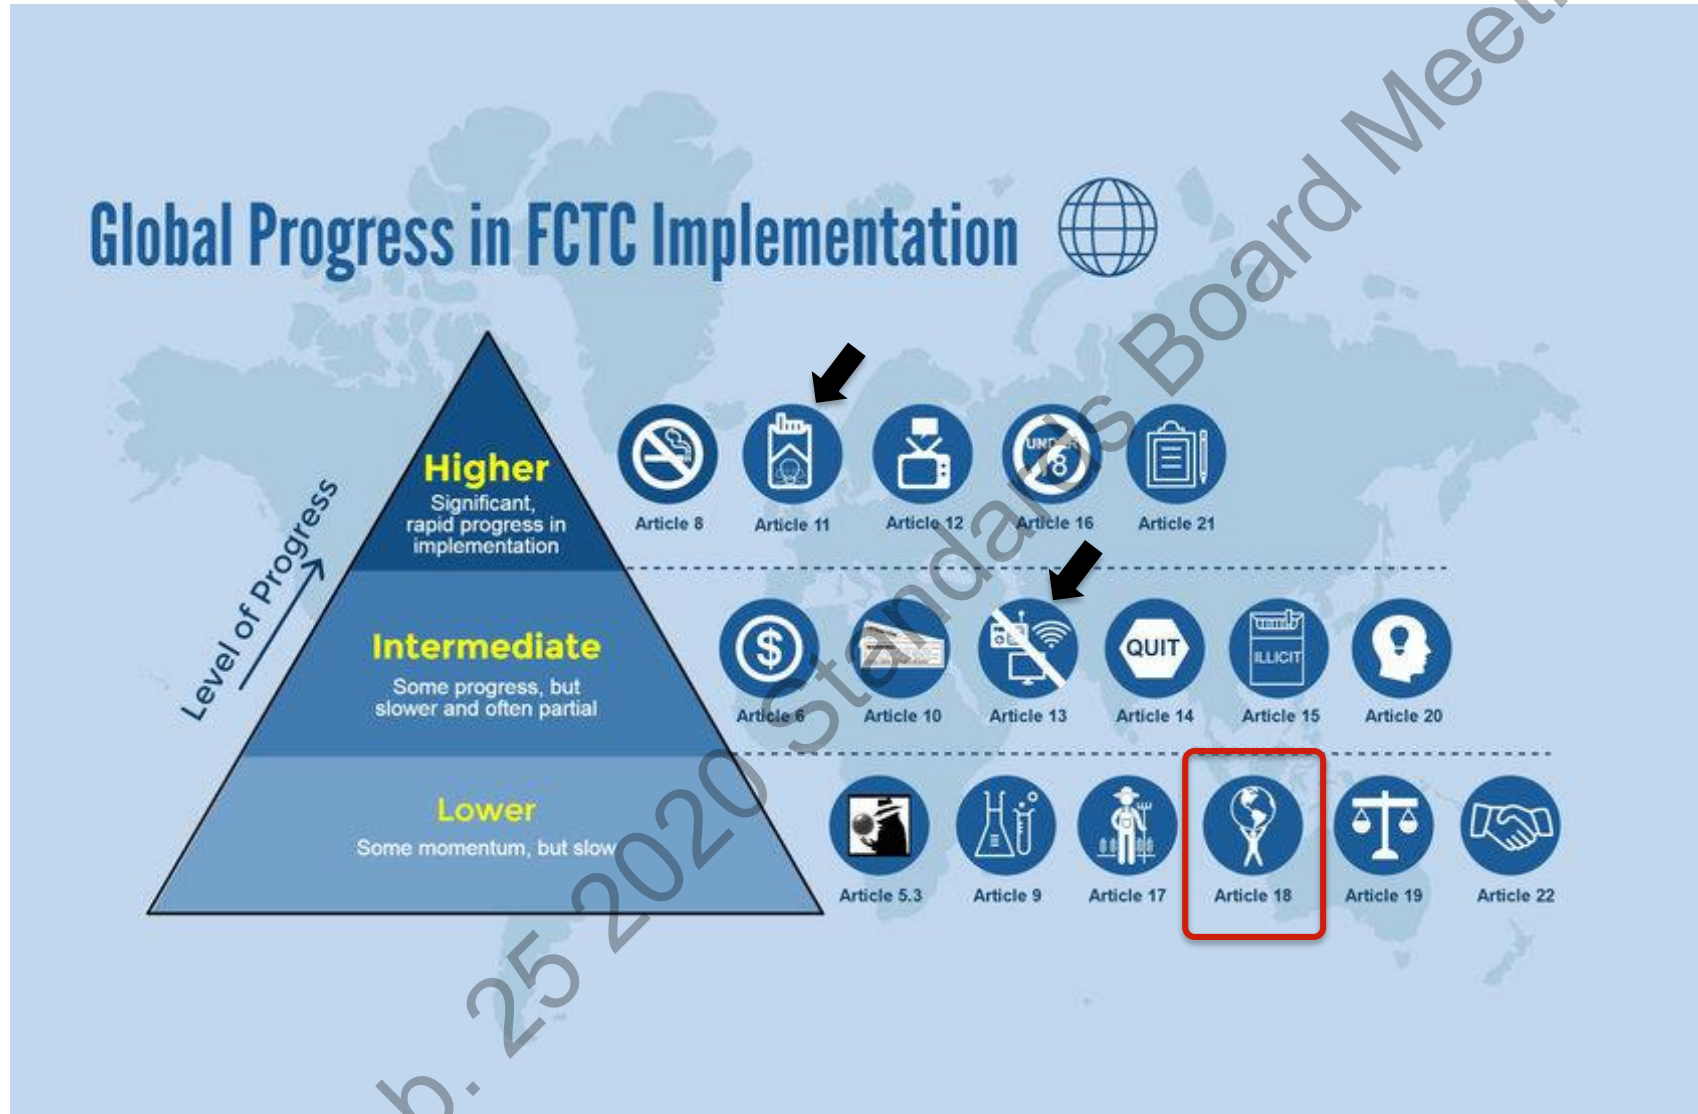 Global Progress in FCTC Implementation
Higher
Significant,
rapid progress in
implementation
Article 8
Article 11
Article 12
UNDER
18
Article 16
Article 21
Level of Progress
Intermediate
Some progress, but
slower and often partial
$
Article 6
Article 10
Article 13
QUIT
Article 14
ILLICIT
Article 15
Article 20
Lower
Some momentum, but slow
Article 5.3
Article 9
Article 17
Article 18
Article 19
Article 22
b. 25 2020 Standards Board Meeti